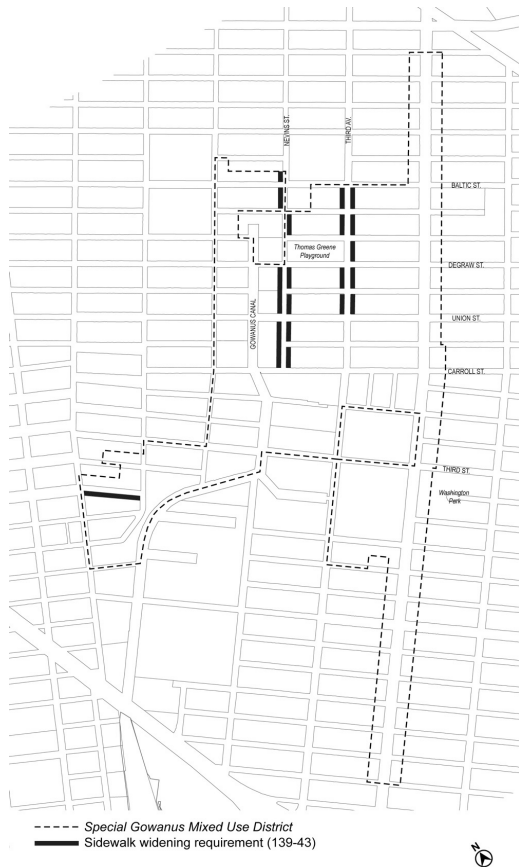 NEVINS ST.
THIRD AV.
BALTIC ST.
Thomas Greene
Playground
DEGRAW ST.
GOWANUS CANAL
UNION ST.
CARROLL ST.
THIRD ST.
Washington
Park
Special Gowanus Mixed Use District
Sidewalk widening requirement (139-43)
N